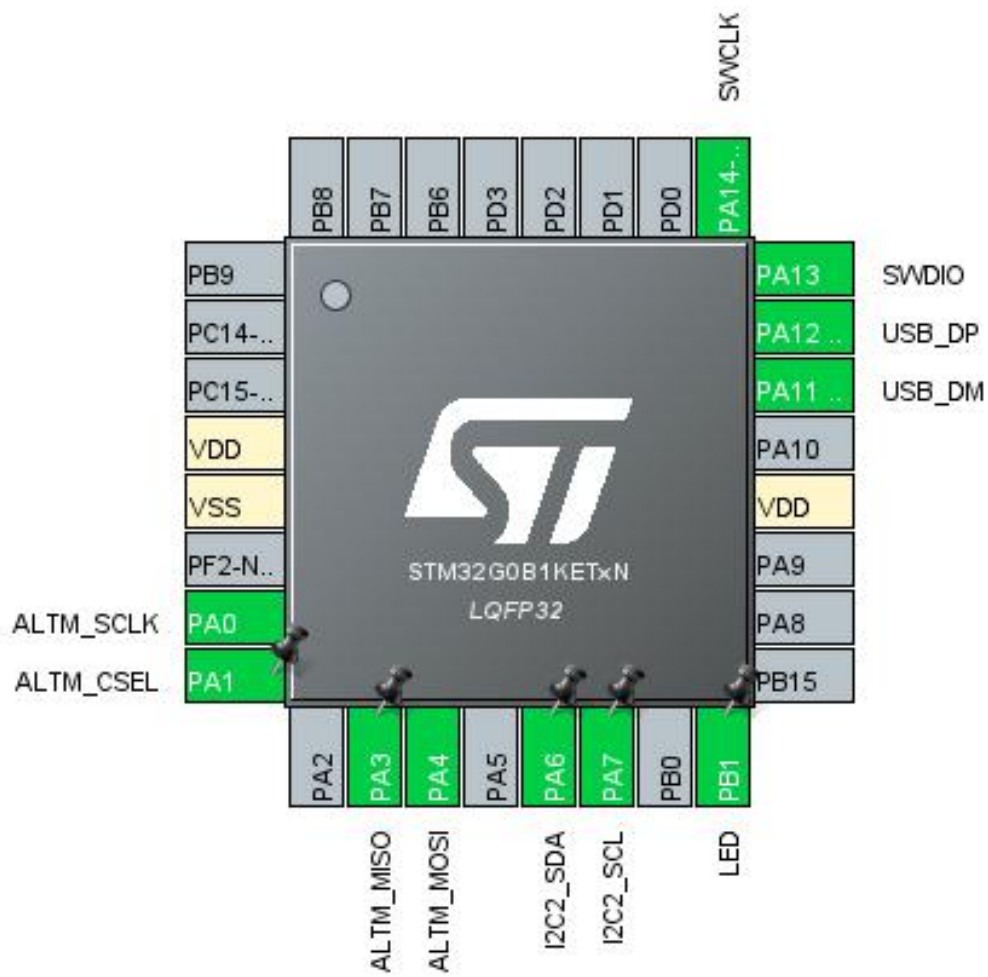 SWCLK
PB8
PB7
PB6
PD3
PD2
PD1
PD0
PA14-..
PB9
PC14-..
PC15-..
VDD
VSS
PF2-N..
ALTM_SCLK PA0
ALTM_CSEL PA1
PA13 SWDIO
PA12 .. USB_DP
PA11 .. USB_DM
PA10
VDD
PA9
PA8
PB15
ST
STM32G0B1KETxN
LQFP32
PA2
PA3
PA4
PA5
PA6
PA7
PB0
PB1
ALTM_MISO
ALTM_MOSI
I2C2_SDA
I2C2_SCL
LED